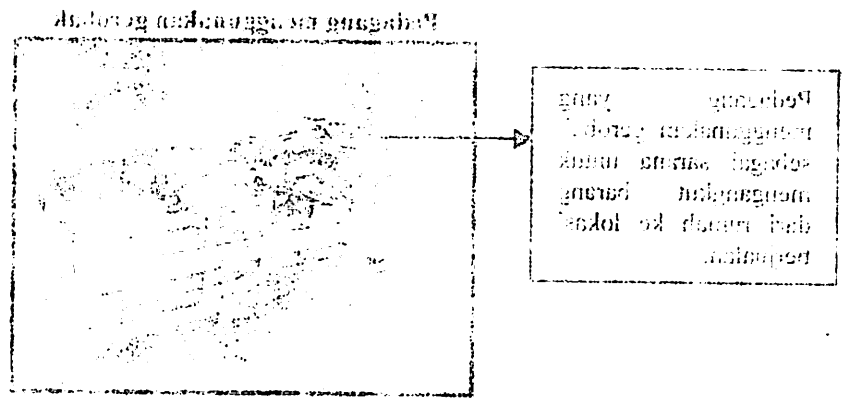 Pedagang menggunakan gerobak
Pedagang yang
menggunakan gerobak
sebagai sarana untuk
mengangkut barang
dari rumah ke lokasi
berjualan.